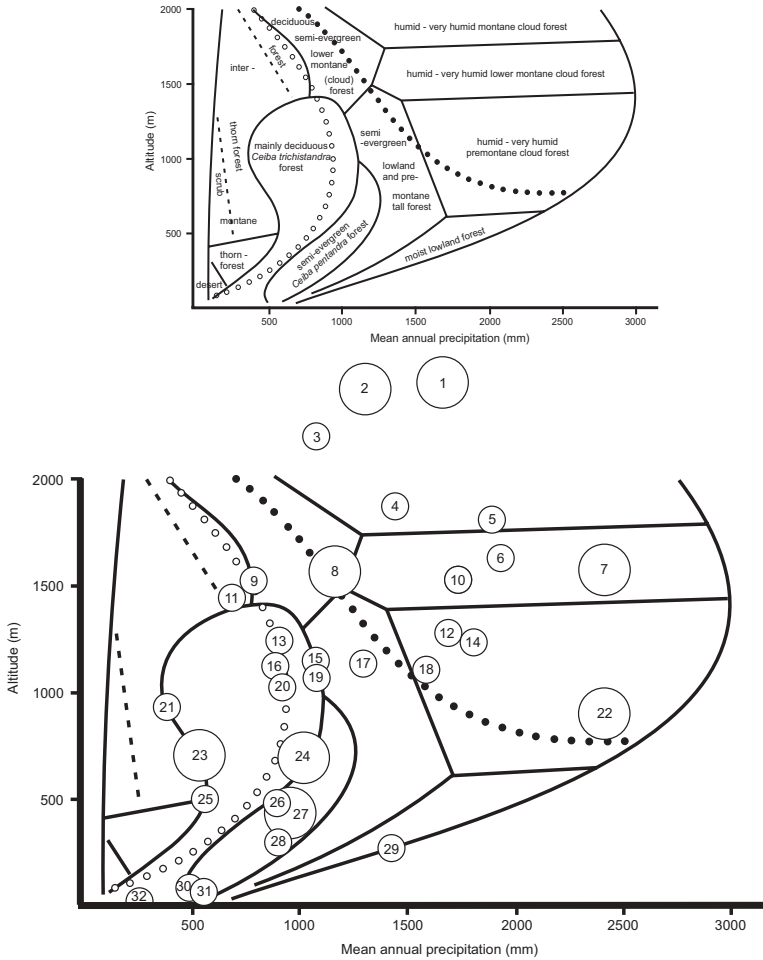 2000
1500
1000
500
Altitude (m)
deciduous
forest
semi-evergreen
lower
montane
(cloud)
forest
inter -
thorn forest
scrub
montane
mainly deciduous
Ceiba trichistandra
forest
thorn -
forest
desert
semi
-evergreen
lowland
and pre-
montane
tall forest
semi-evergreen
Ceiba pentandra forest
moist lowland forest
humid - very humid montane cloud forest
humid - very humid lower montane cloud forest
humid - very humid
premontane cloud forest
500 1000 1500 2000 2500 3000
Mean annual precipitation (mm)
1
2
3
2000
1500
1000
500
Altitude (m)
4
5
6
7
8
9
10
11
12
13
14
15
16
17
18
19
20
21
22
23
24
25
26
27
28
29
30
31
32
500 1000 1500 2000 2500 3000
Mean annual precipitation (mm)